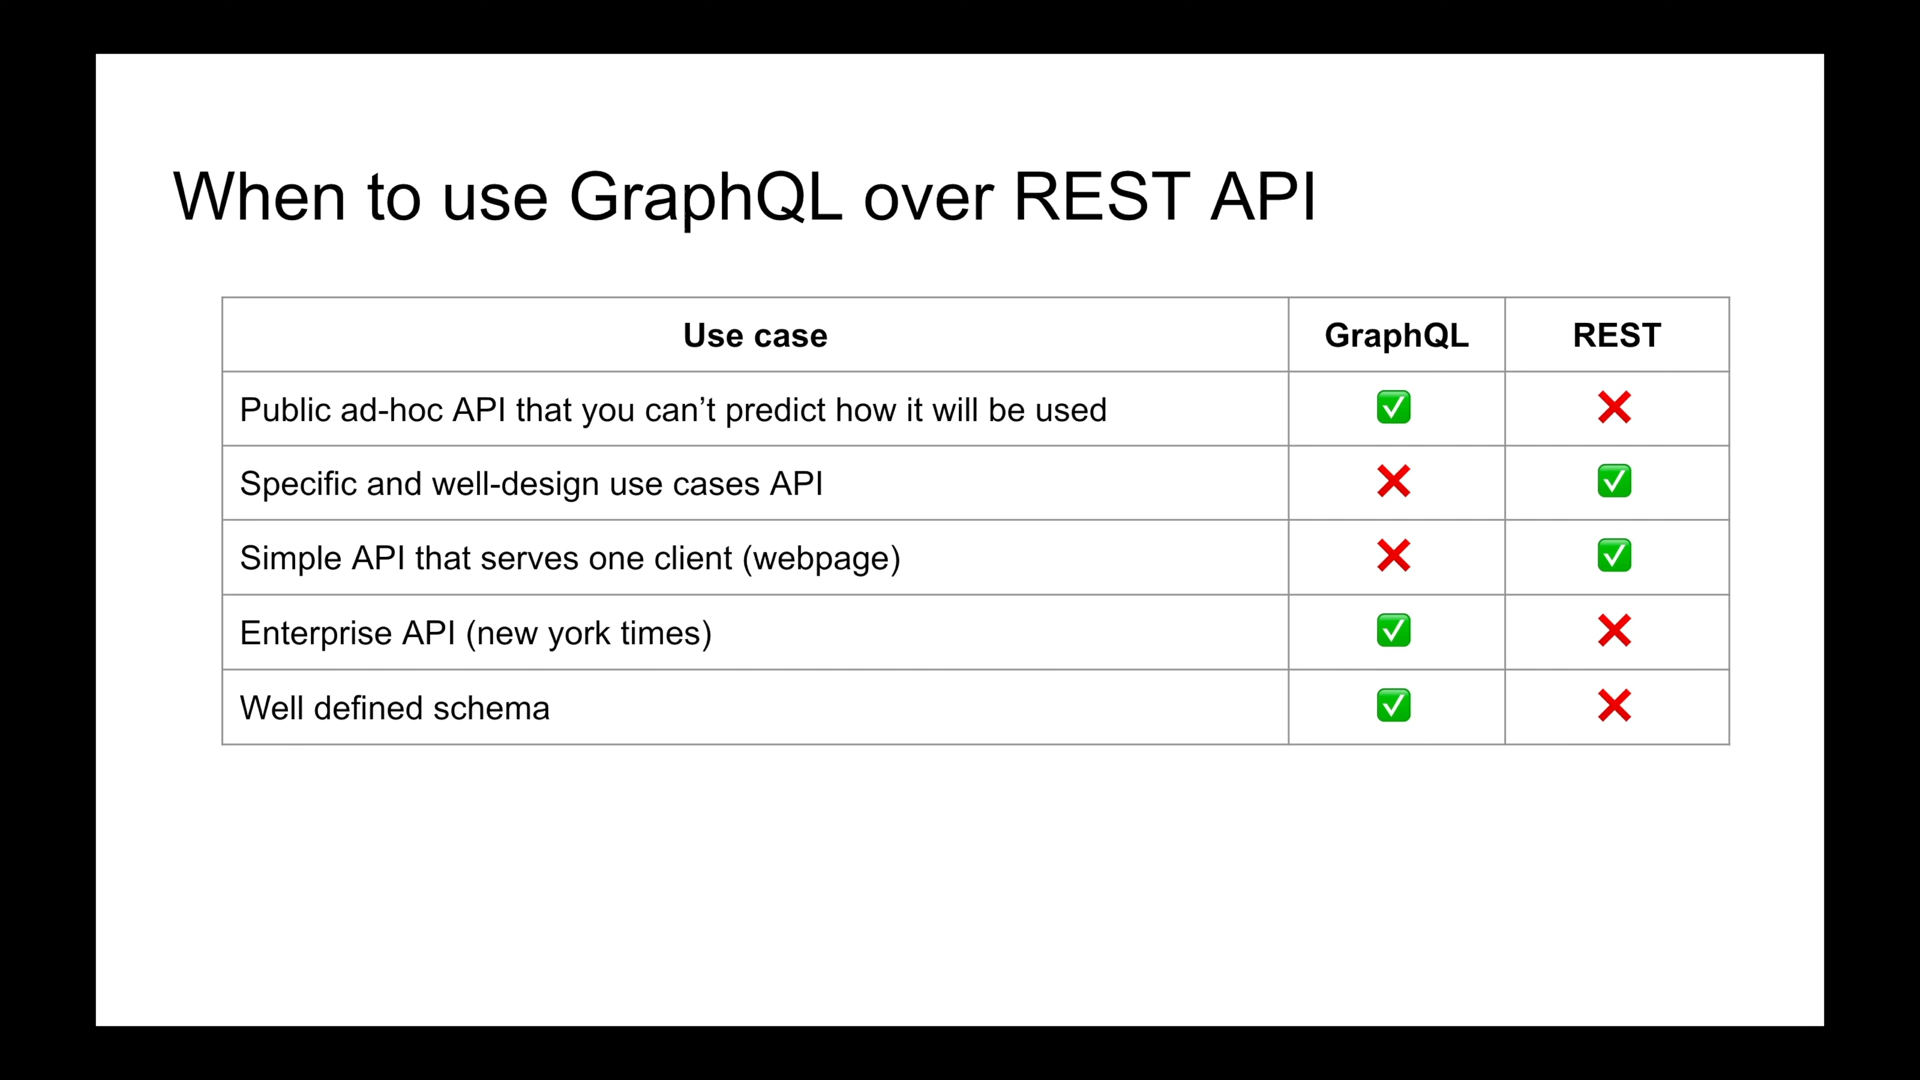 When to use GraphQL over REST API
Use case GraphQL REST
Public ad-hoc API that you can’t predict how it will be used ✅ ❌
Specific and well-design use cases API ❌ ✅
Simple API that serves one client (webpage) ❌ ✅
Enterprise API (new york times) ✅ ❌
Well defined schema ✅ ❌